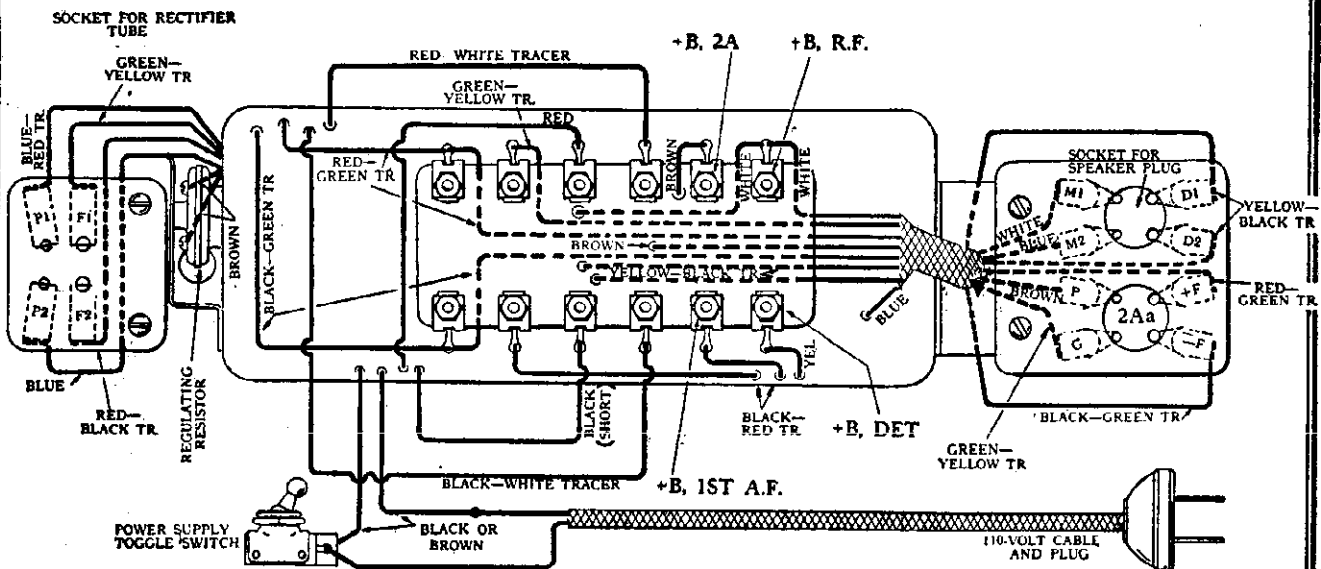 SOCKET FOR RECTIFIER
TUBE
GREEN—
YELLOW TR
BLUE—
RED TR.
P1
F1
P2
F2
BLUE
RED—
BLACK TR.
REGULATING
RESISTOR
BROWN
BLACK—GREEN TR
RED WHITE TRACER
GREEN—
YELLOW TR.
RED
RED—
GREEN TR
+B, 2A
+B, R.F.
BROWN
WHITE
WHITE
BROWN
YELLOW—BLACK TR.
BLUE
YEL
BLACK
(SHORT)
BLACK—
RED TR
+B, DET
+B, 1ST A.F.
BLACK—WHITE TRACER
POWER SUPPLY
TOGGLE SWITCH
BLACK OR
BROWN
110-VOLT CABLE
AND PLUG
SOCKET FOR
SPEAKER PLUG
M1
D1
M2
D2
WHITE
BLUE
YELLOW—
BLACK TR
P
+F
BROWN
2Aa
G
—F
RED—
GREEN TR
BLACK—GREEN TR
GREEN—
YELLOW TR